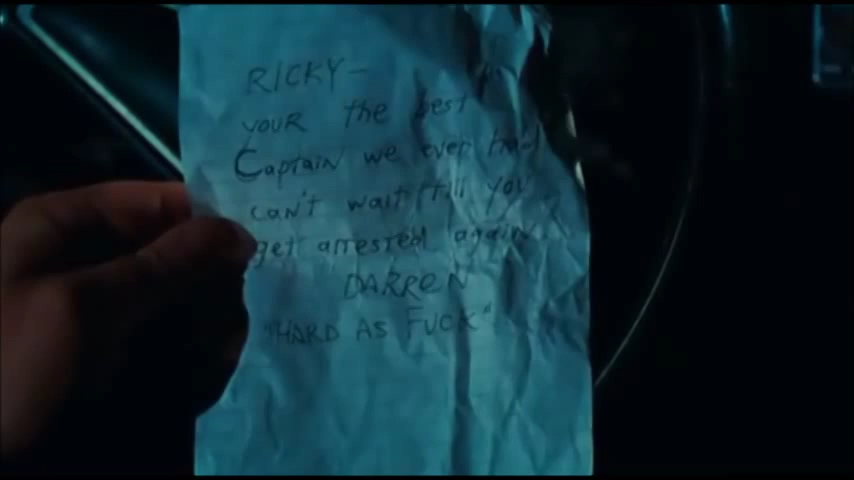 RICKY—
YOUR the best
Captain we ever had
can't wait till you
get arrested again.
DARREN
"HARD AS FUCK"